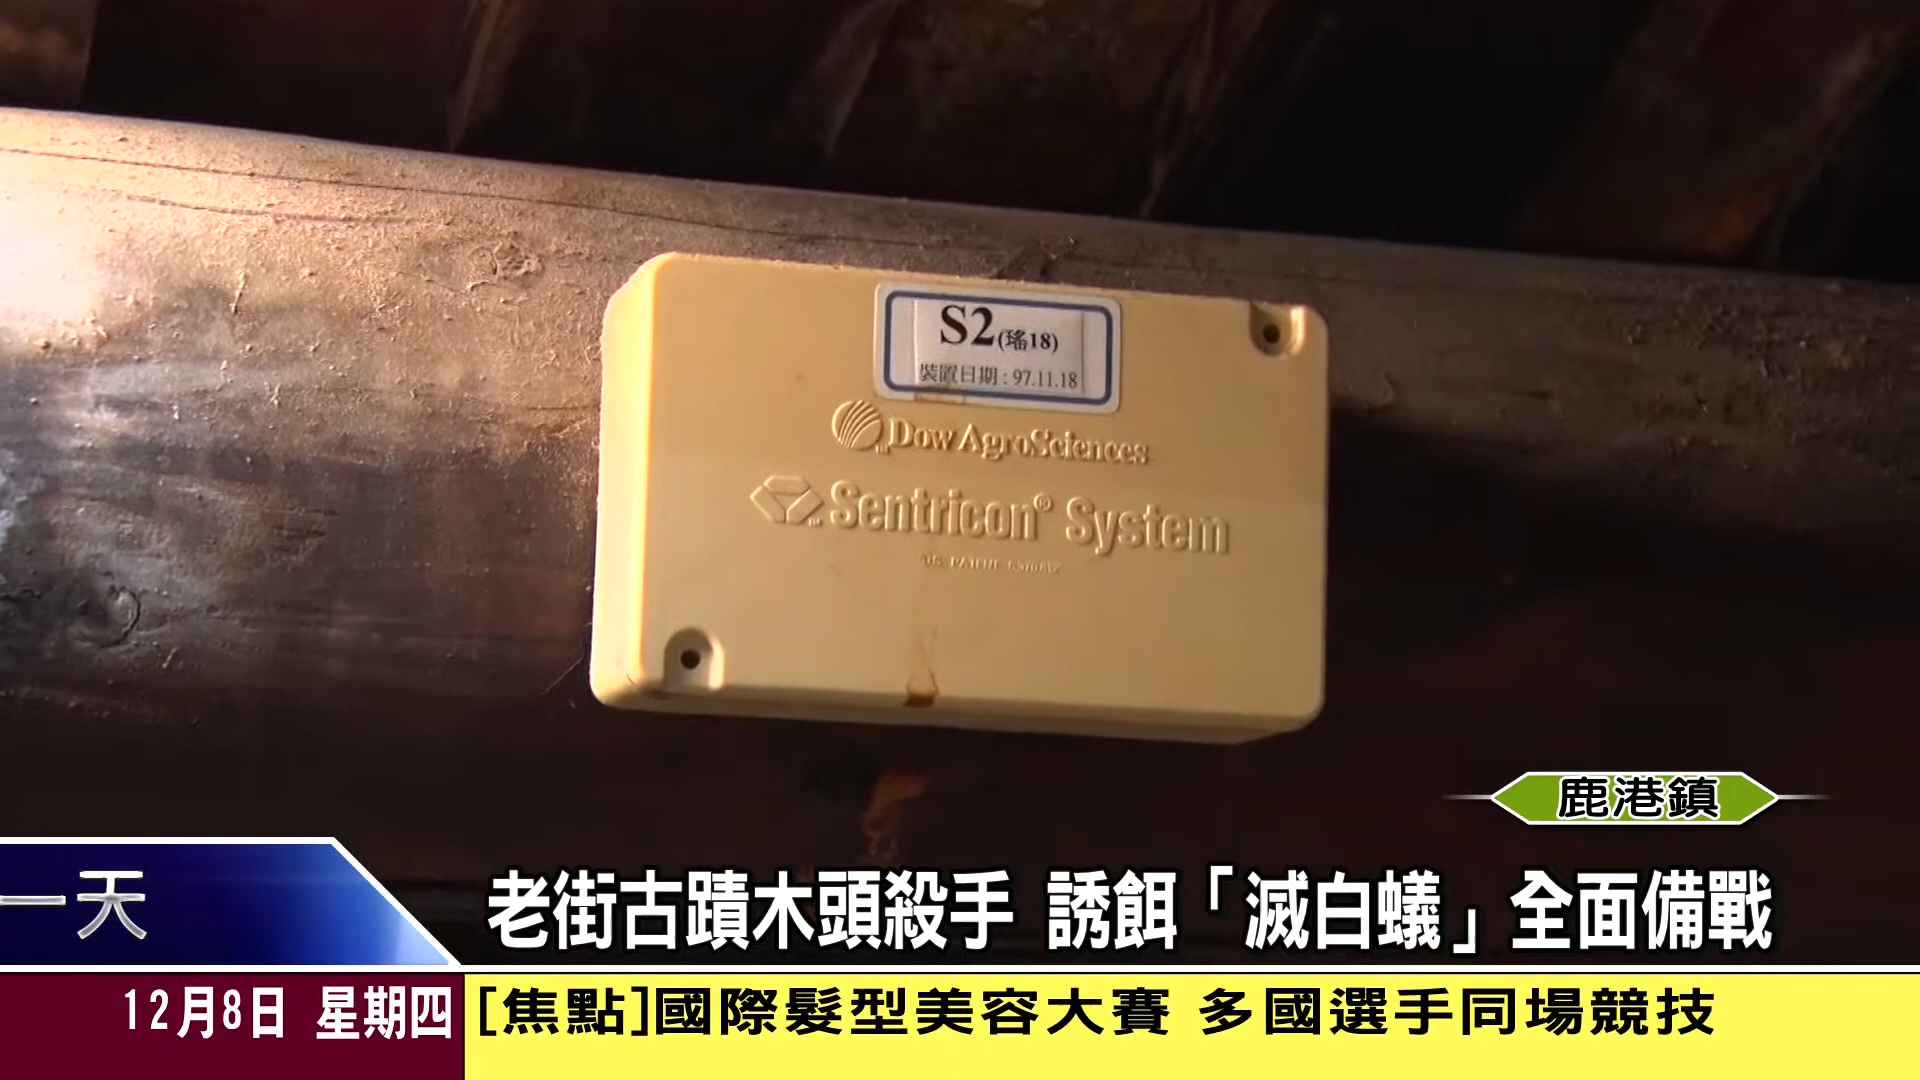 S2(瑤18)
裝置日期:97.11.18
Dow AgroSciences
Sentricon® System
鹿港鎮
一天
老街古蹟木頭殺手 誘餌「滅白蟻」全面備戰
12月8日 星期四
[焦點]國際髮型美容大賽 多國選手同場競技